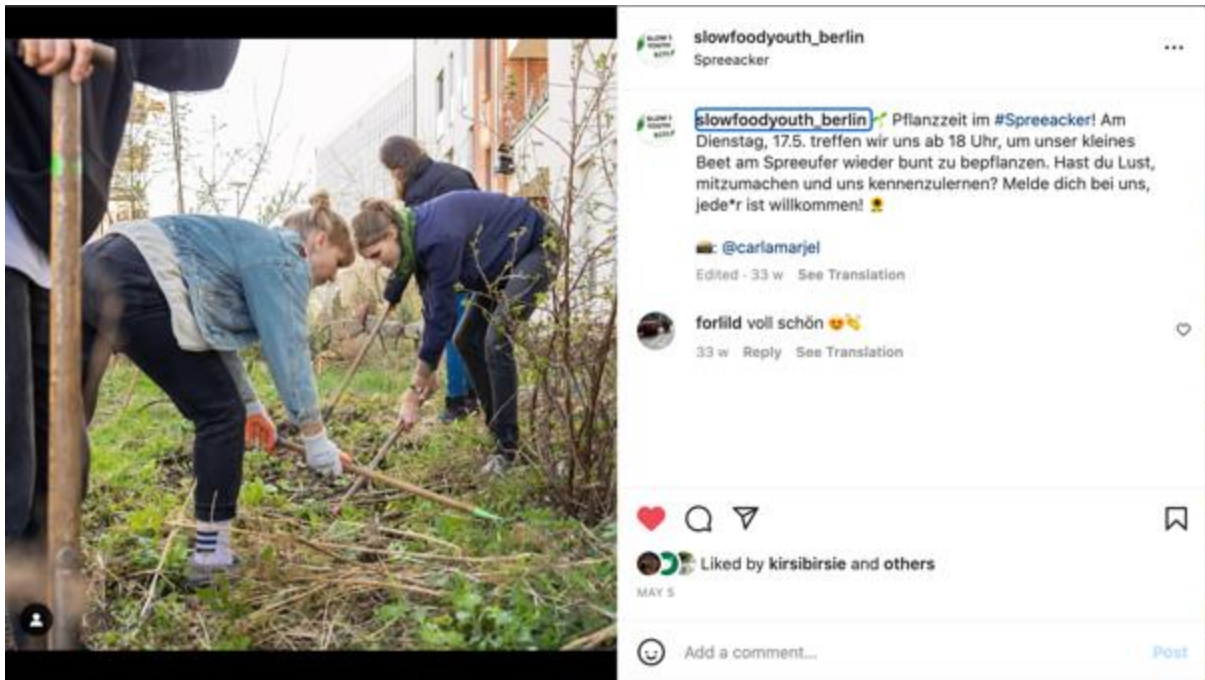 slowfoodyouth_berlin
Spreeacker
slowfoodyouth_berlin 🌱 Pflanzzeit im #Spreeacker! Am
Dienstag, 17.5. treffen wir uns ab 18 Uhr, um unser kleines
Beet am Spreeufer wieder bunt zu bepflanzen. Hast du Lust,
mitzumachen und uns kennenzulernen? Melde dich bei uns,
jede*r ist willkommen! 🌻
📸: @carlamarjel
Edited · 33 w See Translation
forlild voll schön 😍👏
33 w Reply See Translation
Liked by kirsibirsie and others
MAY 5
Add a comment...
Post